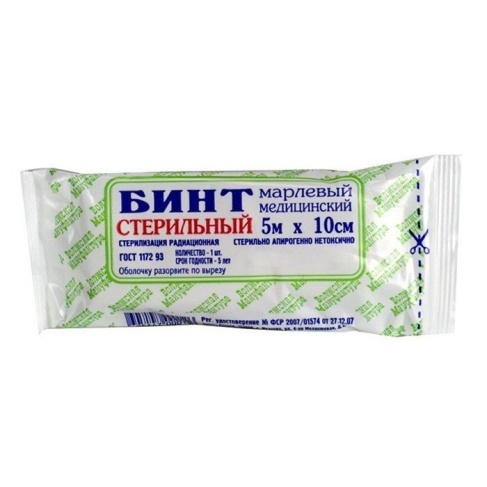 БИНТ
марлевый
медицинский
СТЕРИЛЬНЫЙ 5м х 10см
СТЕРИЛИЗАЦИЯ РАДИАЦИОННАЯ СТЕРИЛЬНО АПИРОГЕННО НЕТОКСИЧНО
ГОСТ 1172 93
КОЛИЧЕСТВО - 1 шт.
СРОК ГОДНОСТИ - 5 лет
Оболочку разорвите по вырезу
Рег. удостоверение № ФСР 2007/01574 от 27.12.07